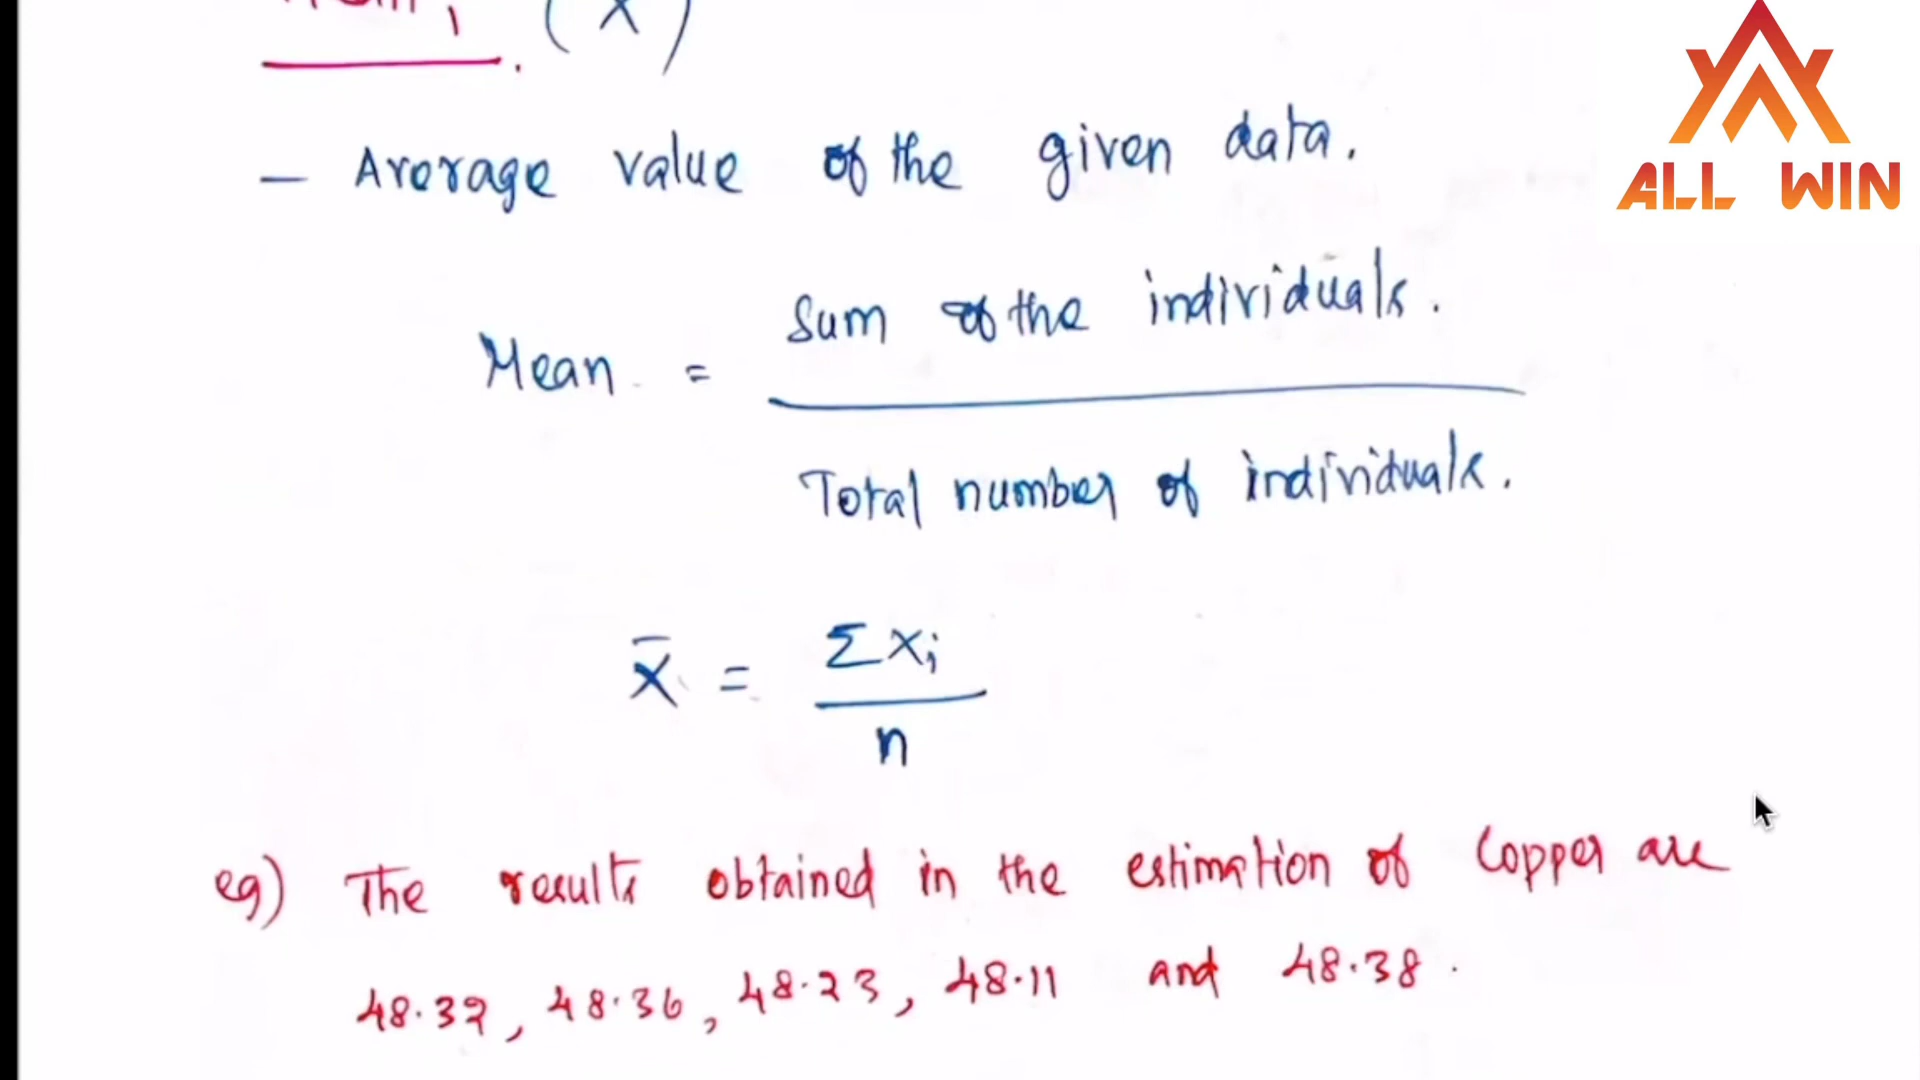 (x)
ALL WIN
- Average value of the given data.
Mean = Sum of the individuals.
Total number of individuals.
x̄ = Σxi
n
eg) The results obtained in the estimation of Copper are
48.32, 48.36, 48.23, 48.11 and 48.38.